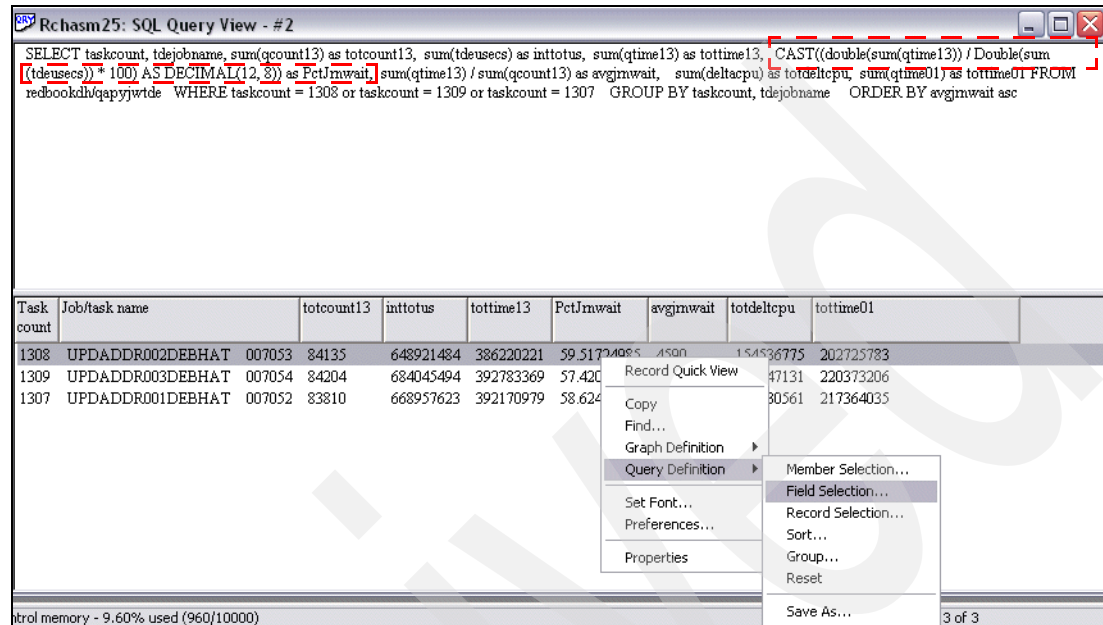 QRY Rchasm25: SQL Query View - #2
SELECT taskcount, tdejobname, sum(qcount13) as totcount13, sum(tdeusecs) as inttotus, sum(qtime13) as tottime13, CAST((double(sum(qtime13)) / Double(sum
(tdeusecs)) * 100) AS DECIMAL(12, 8)) as PctJrnwait, sum(qtime13) / sum(qcount13) as avgjrnwait, sum(deltacpu) as totdeltcpu, sum(qtime01) as tottime01 FROM
redbookdh/qapyjwtde WHERE taskcount = 1308 or taskcount = 1309 or taskcount = 1307 GROUP BY taskcount, tdejobname ORDER BY avgjrnwait asc
Task count Job/task name totcount13 inttotus tottime13 PctJrnwait avgjrnwait totdeltcpu tottime01
1308 UPDADDR002DEBHAT 007053 84135 648921484 386220221 59.51724985 4590 154536775 202725783
1309 UPDADDR003DEBHAT 007054 84204 684045494 392783369 57.420 47131 220373206
1307 UPDADDR001DEBHAT 007052 83810 668957623 392170979 58.624 30561 217364035
Record Quick View
Copy
Find...
Graph Definition
Query Definition
Set Font...
Preferences...
Properties
Member Selection...
Field Selection...
Record Selection...
Sort...
Group...
Reset
Save As...
ntrol memory - 9.60% used (960/10000) 3 of 3